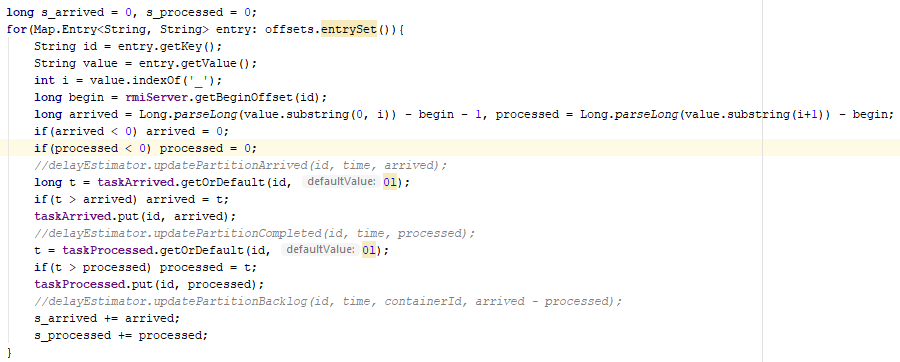 long s_arrived = 0, s_processed = 0;
for(Map.Entry<String, String> entry: offsets.entrySet()){
    String id = entry.getKey();
    String value = entry.getValue();
    int i = value.indexOf('_');
    long begin = rmiServer.getBeginOffset(id);
    long arrived = Long.parseLong(value.substring(0, i)) - begin - 1, processed = Long.parseLong(value.substring(i+1)) - begin;
    if(arrived < 0) arrived = 0;
    if(processed < 0) processed = 0;
    //delayEstimator.updatePartitionArrived(id, time, arrived);
    long t = taskArrived.getOrDefault(id, defaultValue: 0l);
    if(t > arrived) arrived = t;
    taskArrived.put(id, arrived);
    //delayEstimator.updatePartitionCompleted(id, time, processed);
    t = taskProcessed.getOrDefault(id, defaultValue: 0l);
    if(t > processed) processed = t;
    taskProcessed.put(id, processed);
    //delayEstimator.updatePartitionBacklog(id, time, containerId, arrived - processed);
    s_arrived += arrived;
    s_processed += processed;
}